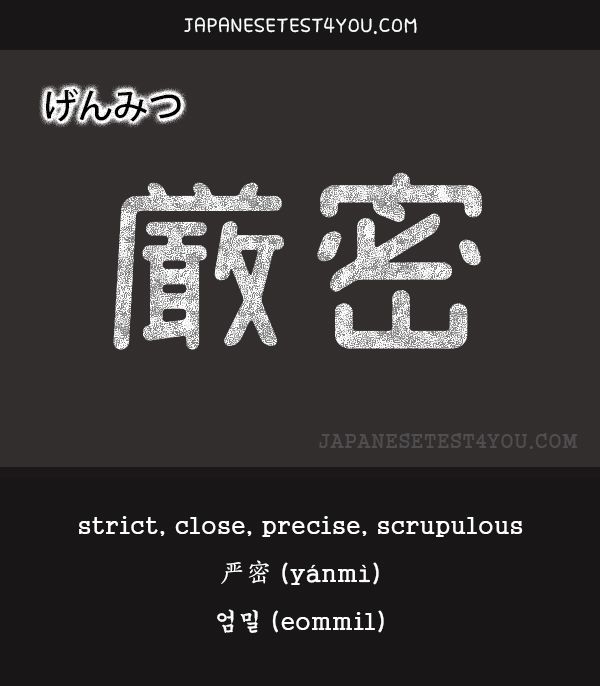 JAPANESETEST4YOU.COM
げんみつ
厳密
JAPANESETEST4YOU.COM
strict, close, precise, scrupulous
严密 (yánmì)
엄밀 (eommil)